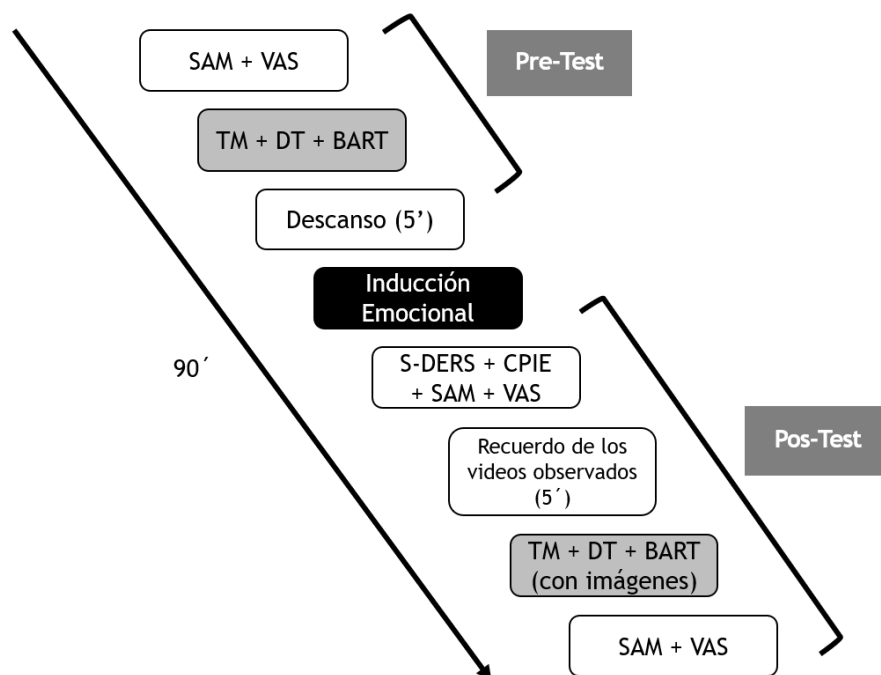 SAM + VAS
Pre-Test
TM + DT + BART
Descanso (5’)
Inducción
Emocional
90´
S-DERS + CPIE
+ SAM + VAS
Pos-Test
Recuerdo de los
videos observados
(5´)
TM + DT + BART
(con imágenes)
SAM + VAS